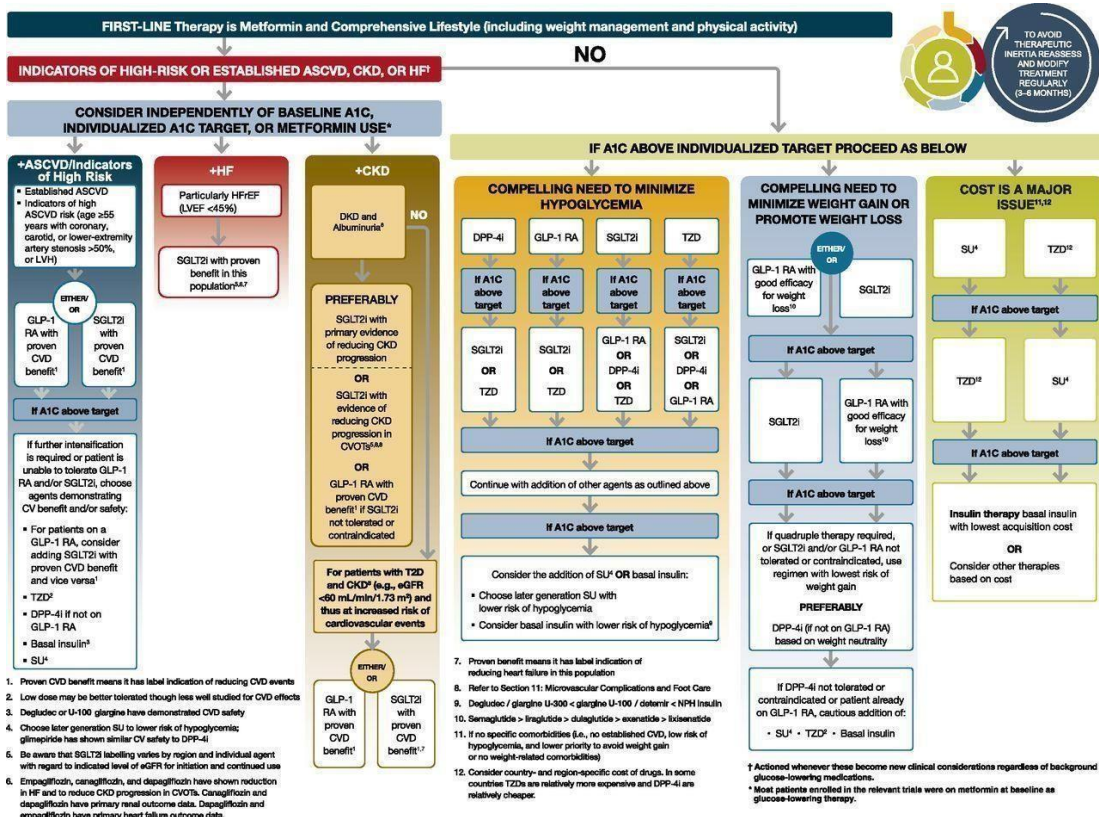 FIRST-LINE Therapy is Metformin and Comprehensive Lifestyle (including weight management and physical activity)
TO AVOID
THERAPEUTIC
INERTIA REASSESS
AND MODIFY
TREATMENT
REGULARLY
(3–6 MONTHS)
INDICATORS OF HIGH-RISK OR ESTABLISHED ASCVD, CKD, OR HF†
NO
CONSIDER INDEPENDENTLY OF BASELINE A1C,
INDIVIDUALIZED A1C TARGET, OR METFORMIN USE*
+ASCVD/Indicators
of High Risk
▪ Established ASCVD
▪ Indicators of high
ASCVD risk (age ≥55
years with coronary,
carotid, or lower-extremity
artery stenosis >50%,
or LVH)
EITHER/
OR
GLP-1
RA with
proven
CVD
benefit¹
SGLT2i
with
proven
CVD
benefit¹
If A1C above target
If further intensification
is required or patient is
unable to tolerate GLP-1
RA and/or SGLT2i, choose
agents demonstrating
CV benefit and/or safety:
▪ For patients on a
GLP-1 RA, consider
adding SGLT2i with
proven CVD benefit
and vice versa¹
▪ TZD²
▪ DPP-4i if not on
GLP-1 RA
▪ Basal insulin³
▪ SU⁴
+HF
Particularly HFrEF
(LVEF <45%)
SGLT2i with proven
benefit in this
population⁵,⁶,⁷
+CKD
DKD and
Albuminuria⁸
NO
PREFERABLY
SGLT2i with
primary evidence
of reducing CKD
progression
OR
SGLT2i with
evidence of
reducing CKD
progression in
CVOTs⁵,⁶,⁸
OR
GLP-1 RA with
proven CVD
benefit¹ if SGLT2i
not tolerated or
contraindicated
For patients with T2D
and CKD⁸ (e.g., eGFR
<60 mL/min/1.73 m²) and
thus at increased risk of
cardiovascular events
EITHER/
OR
GLP-1
RA with
proven
CVD
benefit¹
SGLT2i
with
proven
CVD
benefit¹,⁷
IF A1C ABOVE INDIVIDUALIZED TARGET PROCEED AS BELOW
COMPELLING NEED TO MINIMIZE
HYPOGLYCEMIA
DPP-4i
GLP-1 RA
SGLT2i
TZD
If A1C
above
target
If A1C
above
target
If A1C
above
target
If A1C
above
target
SGLT2i
OR
TZD
SGLT2i
OR
TZD
GLP-1 RA
OR
DPP-4i
OR
TZD
SGLT2i
OR
DPP-4i
OR
GLP-1 RA
If A1C above target
Continue with addition of other agents as outlined above
If A1C above target
Consider the addition of SU⁴ OR basal insulin:
▪ Choose later generation SU with
lower risk of hypoglycemia
▪ Consider basal insulin with lower risk of hypoglycemia⁹
COMPELLING NEED TO
MINIMIZE WEIGHT GAIN OR
PROMOTE WEIGHT LOSS
EITHER/
OR
GLP-1 RA with
good efficacy
for weight
loss¹⁰
SGLT2i
If A1C above target
SGLT2i
GLP-1 RA with
good efficacy
for weight
loss¹⁰
If A1C above target
If quadruple therapy required,
or SGLT2i and/or GLP-1 RA not
tolerated or contraindicated, use
regimen with lowest risk of
weight gain
PREFERABLY
DPP-4i (if not on GLP-1 RA)
based on weight neutrality
If DPP-4i not tolerated or
contraindicated or patient already
on GLP-1 RA, cautious addition of:
· SU⁴ · TZD² · Basal insulin
COST IS A MAJOR
ISSUE¹¹,¹²
SU⁴
TZD¹²
If A1C above target
TZD¹²
SU⁴
If A1C above target
Insulin therapy basal insulin
with lowest acquisition cost
OR
Consider other therapies
based on cost
1. Proven CVD benefit means it has label indication of reducing CVD events
2. Low dose may be better tolerated though less well studied for CVD effects
3. Degludec or U-100 glargine have demonstrated CVD safety
4. Choose later generation SU to lower risk of hypoglycemia;
glimepiride has shown similar CV safety to DPP-4i
5. Be aware that SGLT2i labelling varies by region and individual agent
with regard to indicated level of eGFR for initiation and continued use
6. Empagliflozin, canagliflozin, and dapagliflozin have shown reduction
in HF and to reduce CKD progression in CVOTs. Canagliflozin and
dapagliflozin have primary renal outcome data. Dapagliflozin and
empagliflozin have primary heart failure outcome data.
7. Proven benefit means it has label indication of
reducing heart failure in this population
8. Refer to Section 11: Microvascular Complications and Foot Care
9. Degludec / glargine U-300 < glargine U-100 / detemir < NPH insulin
10. Semaglutide > liraglutide > dulaglutide > exenatide > lixisenatide
11. If no specific comorbidities (i.e., no established CVD, low risk of
hypoglycemia, and lower priority to avoid weight gain
or no weight-related comorbidities)
12. Consider country- and region-specific cost of drugs. In some
countries TZDs are relatively more expensive and DPP-4i are
relatively cheaper.
† Actioned whenever these become new clinical considerations regardless of background
glucose-lowering medications.
* Most patients enrolled in the relevant trials were on metformin at baseline as
glucose-lowering therapy.